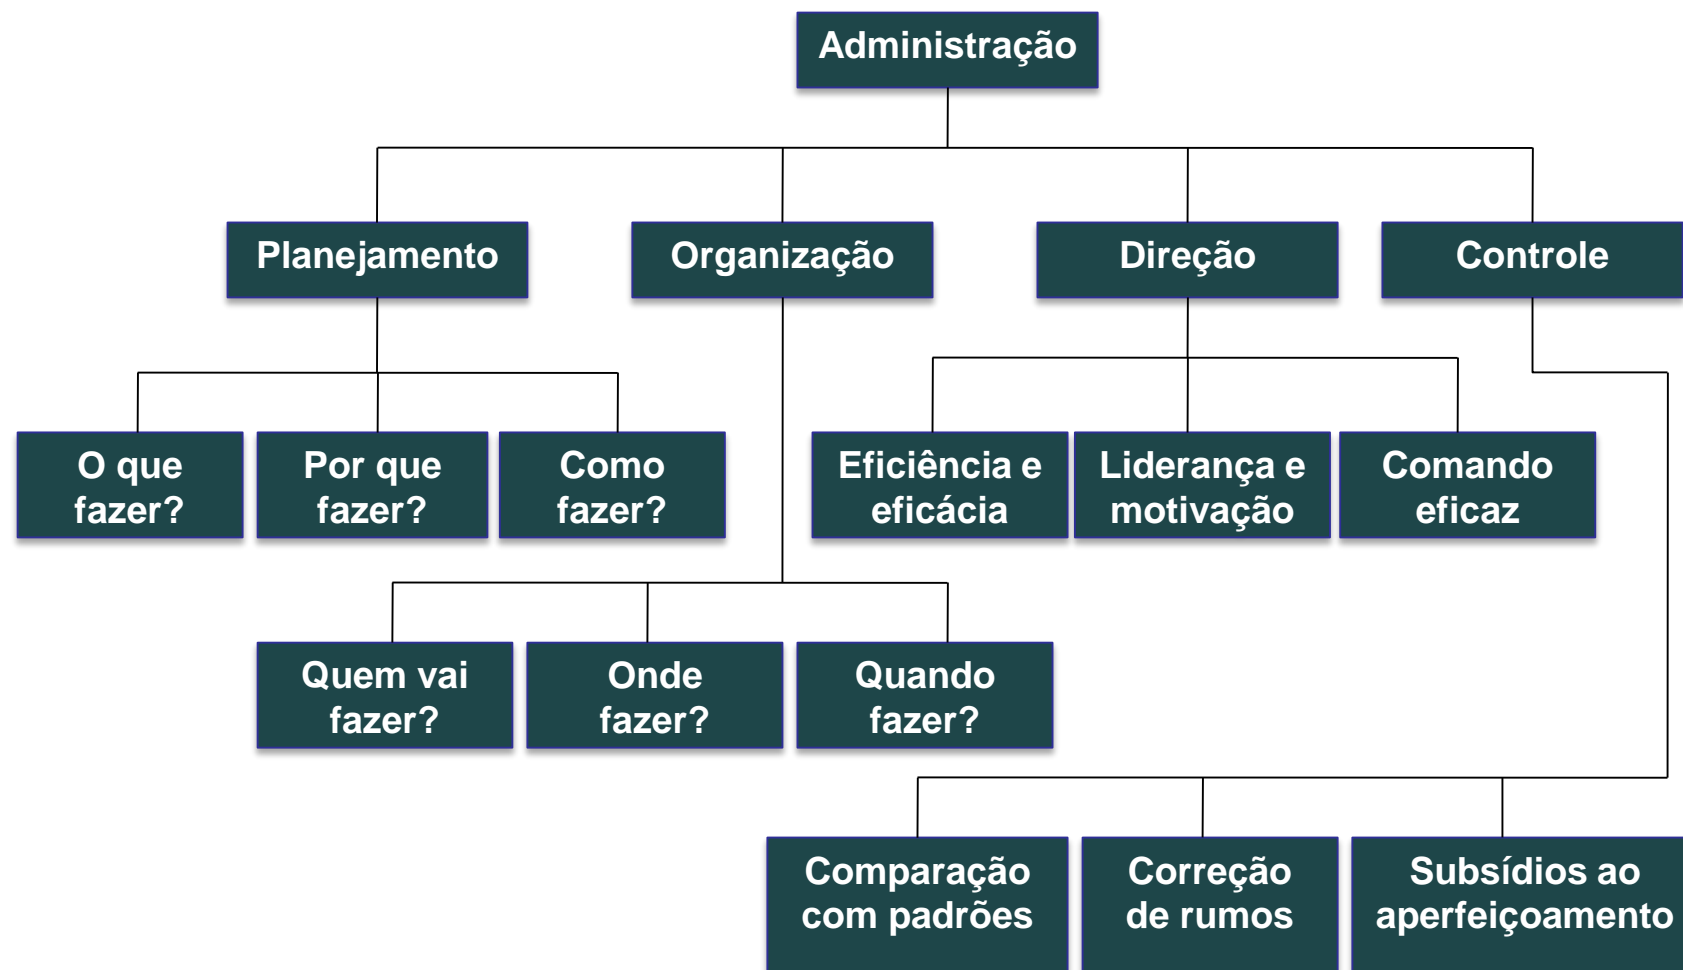 Administração
Planejamento
Organização
Direção
Controle
O que
fazer?
Por que
fazer?
Como
fazer?
Eficiência e
eficácia
Liderança e
motivação
Comando
eficaz
Quem vai
fazer?
Onde
fazer?
Quando
fazer?
Comparação
com padrões
Correção
de rumos
Subsídios ao
aperfeiçoamento